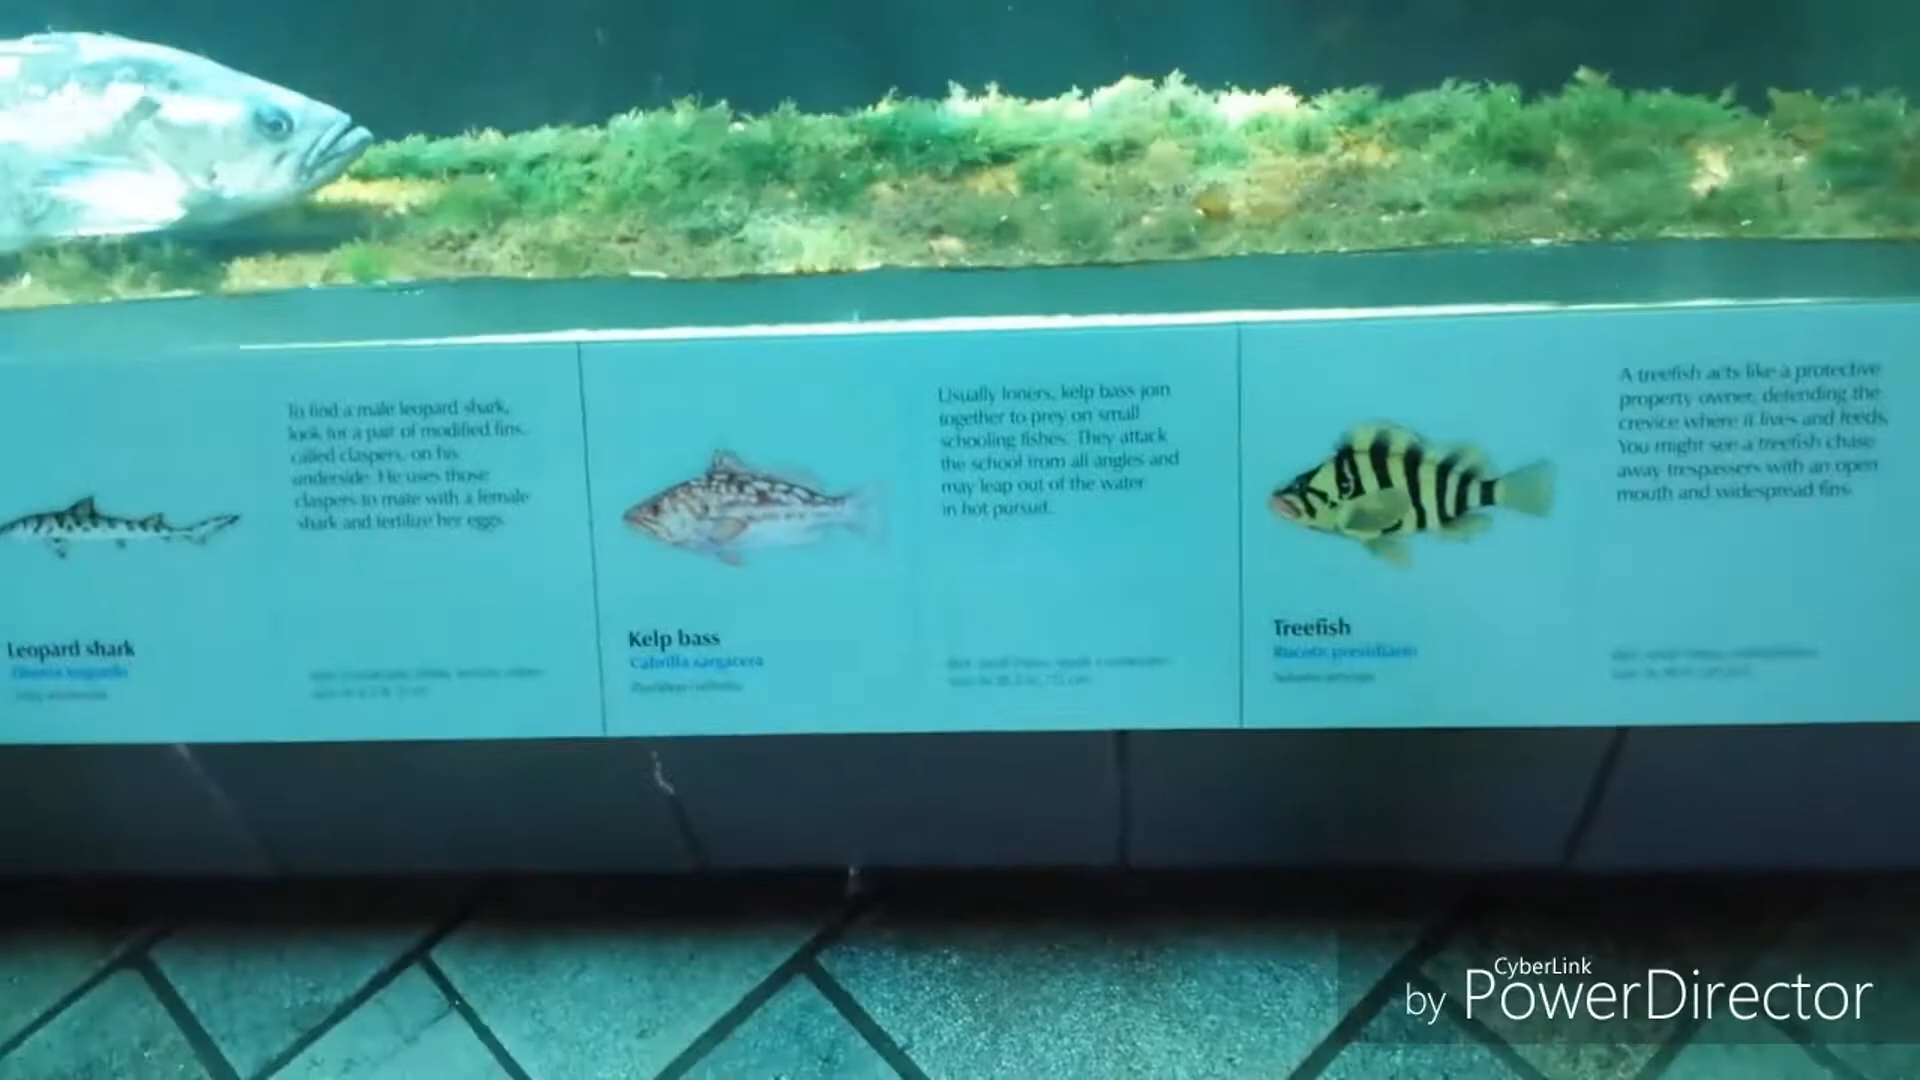 To find a male leopard shark,
look for a pair of modified fins,
called claspers, on his
underside. He uses those
claspers to mate with a female
shark and fertilize her eggs.
Leopard shark
Usually loners, kelp bass join
together to prey on small
schooling fishes. They attack
the school from all angles and
may leap out of the water
in hot pursuit.
Kelp bass
Cabrilla sargacera
A treefish acts like a protective
property owner, defending the
crevice where it lives and feeds.
You might see a treefish chase
away trespassers with an open
mouth and widespread fins.
Treefish
CyberLink
by PowerDirector